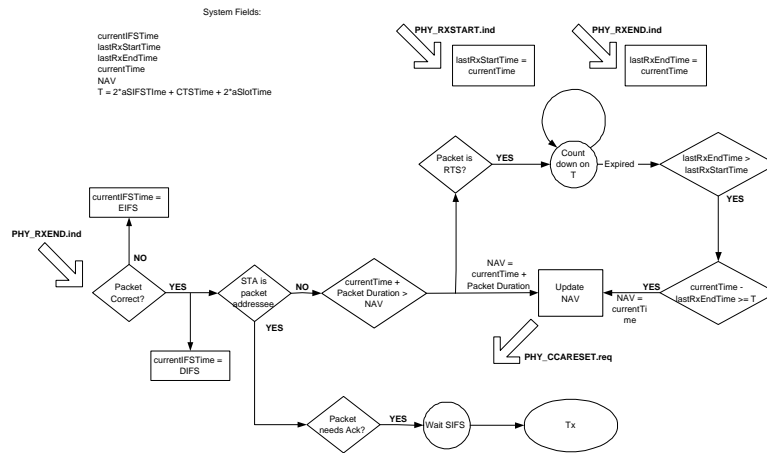 System Fields:
currentIFSTime
lastRxStartTime
lastRxEndTime
currentTime
NAV
T = 2*aSIFSTIme + CTSTime + 2*aSlotTime
PHY_RXSTART.ind
lastRxStartTime =
currentTime
PHY_RXEND.ind
lastRxEndTime =
currentTime
Packet is
RTS?
YES
Count
down on
T
Expired
lastRxEndTime >
lastRxStartTime
YES
currentIFSTime =
EIFS
PHY_RXEND.ind
NO
Packet
Correct?
YES
STA is
packet
addressee
NO
YES
currentTime +
Packet Duration >
NAV
NAV =
currentTime +
Packet Duration
Update
NAV
YES
NAV =
currentTi
me
currentTime -
lastRxEndTime >= T
currentIFSTime =
DIFS
PHY_CCARESET.req
Packet
needs Ack?
YES
Wait SIFS
Tx